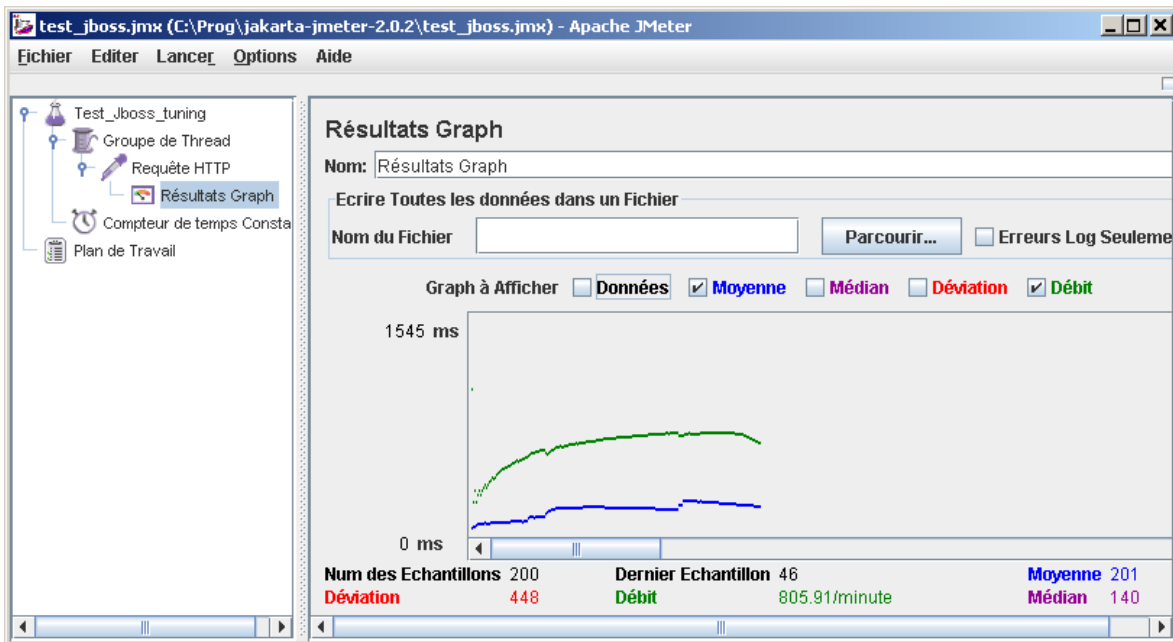 test_jboss.jmx (C:\Prog\jakarta-jmeter-2.0.2\test_jboss.jmx) - Apache JMeter
Fichier Editer Lancer Options Aide
Test_Jboss_tuning
Groupe de Thread
Requête HTTP
Résultats Graph
Compteur de temps Consta
Plan de Travail
Résultats Graph
Nom: Résultats Graph
Ecrire Toutes les données dans un Fichier
Nom du Fichier Parcourir... Erreurs Log Seuleme
Graph à Afficher Données Moyenne Médian Déviation Débit
1545 ms
0 ms
Num des Echantillons 200 Dernier Echantillon 46 Moyenne 201
Déviation 448 Débit 805.91/minute Médian 140